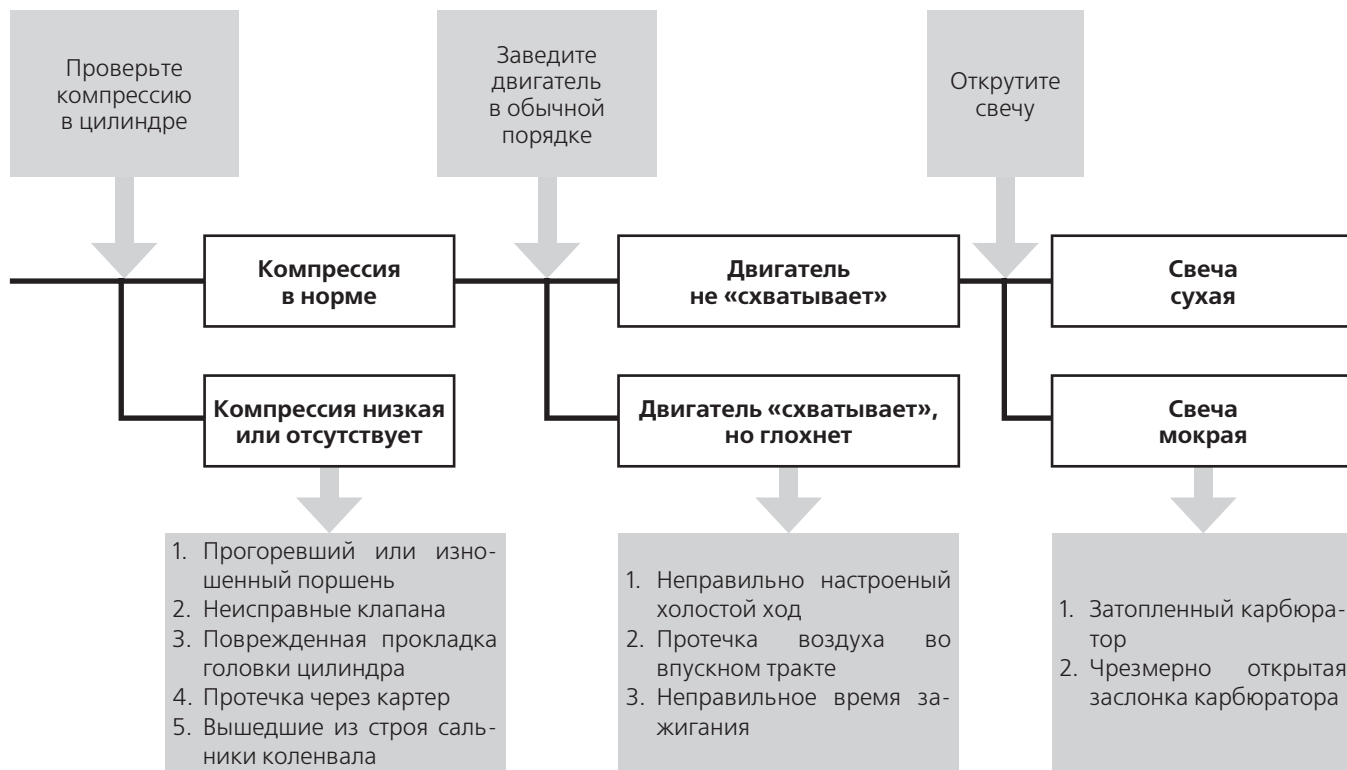 Проверьте
компрессию
в цилиндре
Заведите
двигатель
в обычной
порядке
Открутите
свечу
Компрессия
в норме
Двигатель
не «схватывает»
Свеча
сухая
Компрессия низкая
или отсутствует
Двигатель «схватывает»,
но глохнет
Свеча
мокрая
1. Прогоревший или изно-
шенный поршень
2. Неисправные клапана
3. Поврежденная прокладка
головки цилиндра
4. Протечка через картер
5. Вышедшие из строя саль-
ники коленвала
1. Неправильно настроеный
холостой ход
2. Протечка воздуха во
впускном тракте
3. Неправильное время за-
жигания
1. Затопленный карбюра-
тор
2. Чрезмерно открытая
заслонка карбюратора